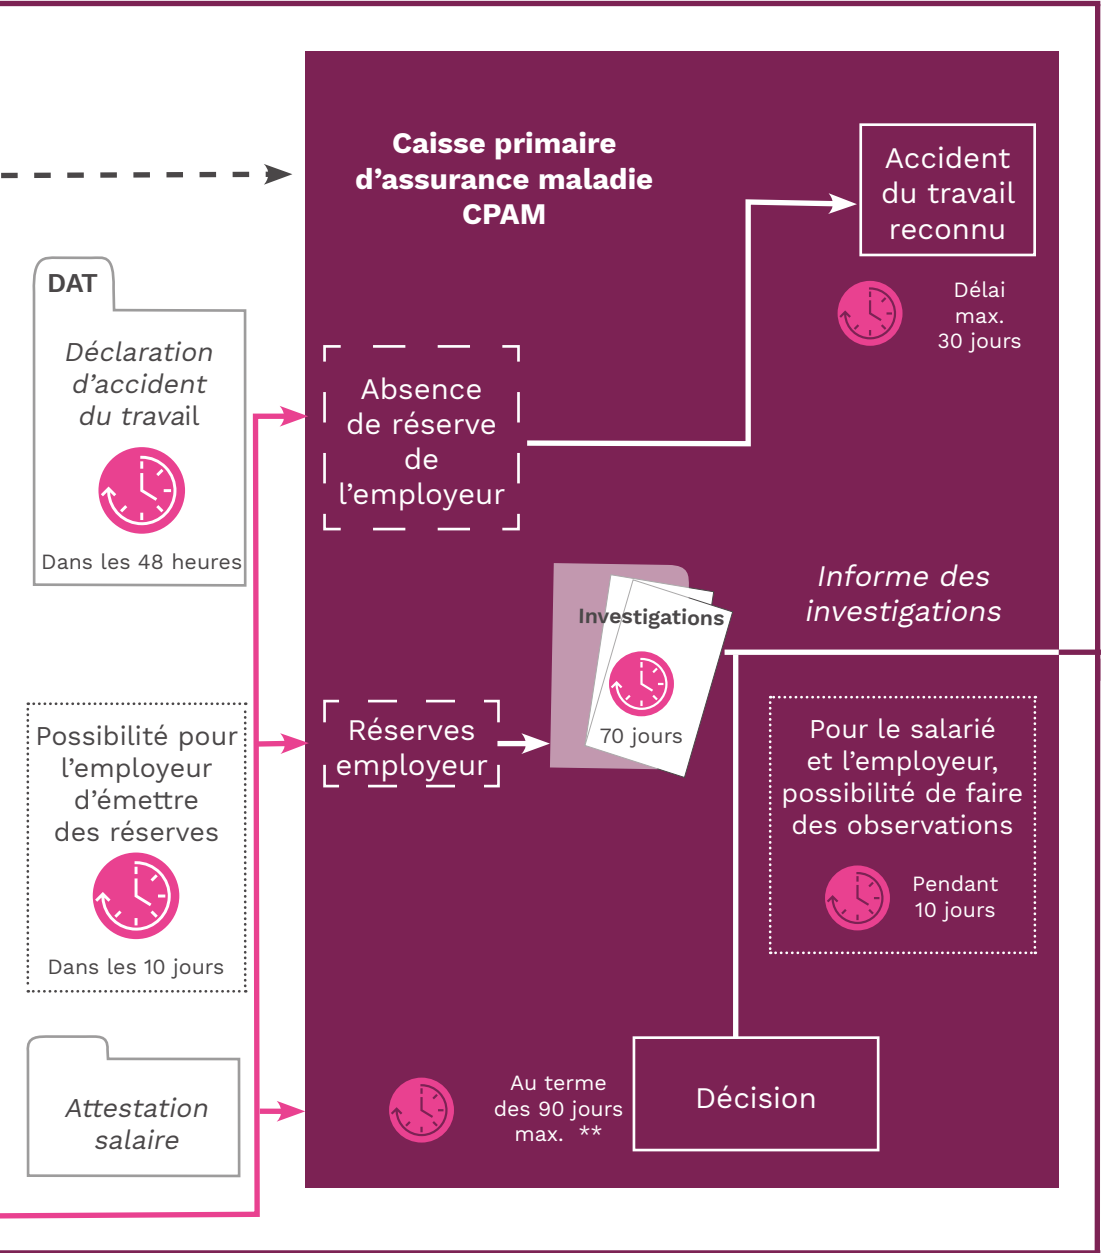 Caisse primaire
d’assurance maladie
CPAM
Accident
du travail
reconnu
Délai
max.
30 jours
DAT
Déclaration
d’accident
du travail
Dans les 48 heures
Absence
de réserve
de
l’employeur
Informe des
investigations
Investigations
70 jours
Possibilité pour
l’employeur
d’émettre
des réserves
Dans les 10 jours
Réserves
employeur
Pour le salarié
et l’employeur,
possibilité de faire
des observations
Pendant
10 jours
Attestation
salaire
Au terme
des 90 jours
max. **
Décision